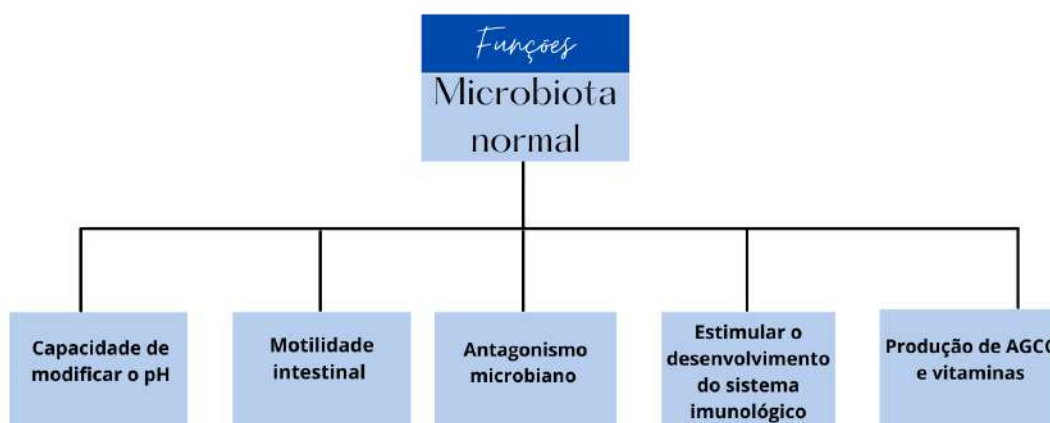 Funções
Microbiota
normal
Capacidade de
modificar o pH
Motilidade
intestinal
Antagonismo
microbiano
Estimular o
desenvolvimento
do sistema
imunológico
Produção de AGCC
e vitaminas